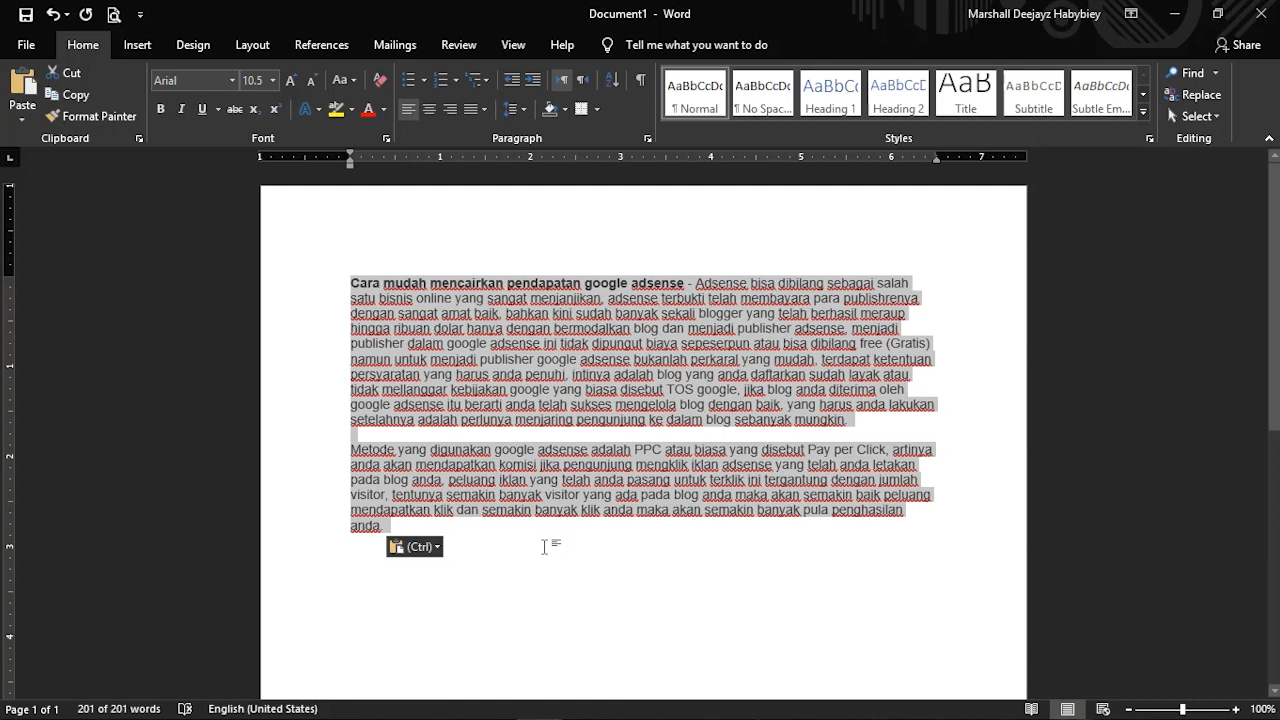 Document1 - Word
Marshall Deejayz Habybiey
File Home Insert Design Layout References Mailings Review View Help Tell me what you want to do Share
Paste
Cut
Copy
Format Painter
Clipboard
Arial 10.5
Font
Paragraph
AaBbCcDc AaBbCcDc AaBbCc AaBbCcC AaB AaBbCcD AaBbCcDc
¶ Normal ¶ No Spac... Heading 1 Heading 2 Title Subtitle Subtle Em...
Styles
Find
Replace
Select
Editing
1 1 2 3 4 5 6 7
Cara mudah mencairkan pendapatan google adsense - Adsense bisa dibilang sebagai salah
satu bisnis online yang sangat menjanjikan, adsense terbukti telah membayara para publishrenya
dengan sangat amat baik, bahkan kini sudah banyak sekali blogger yang telah berhasil meraup
hingga ribuan dolar hanya dengan bermodalkan blog dan menjadi publisher adsense, menjadi
publisher dalam google adsense ini tidak dipungut biaya sepeserpun atau bisa dibilang free (Gratis)
namun untuk menjadi publisher google adsense bukanlah perkaral yang mudah, terdapat ketentuan
persyaratan yang harus anda penuhi, intinya adalah blog yang anda daftarkan sudah layak atau
tidak mellanggar kebijakan google yang biasa disebut TOS google, jika blog anda diterima oleh
google adsense itu berarti anda telah sukses mengelola blog dengan baik, yang harus anda lakukan
setelahnya adalah perlunya menjaring pengunjung ke dalam blog sebanyak mungkin.
Metode yang digunakan google adsense adalah PPC atau biasa yang disebut Pay per Click, artinya
anda akan mendapatkan komisi jika pengunjung mengklik iklan adsense yang telah anda letakan
pada blog anda, peluang iklan yang telah anda pasang untuk terklik ini tergantung dengan jumlah
visitor, tentunya semakin banyak visitor yang ada pada blog anda maka akan semakin baik peluang
mendapatkan klik dan semakin banyak klik anda maka akan semakin banyak pula penghasilan
anda.
(Ctrl)
Page 1 of 1 201 of 201 words English (United States) 100%